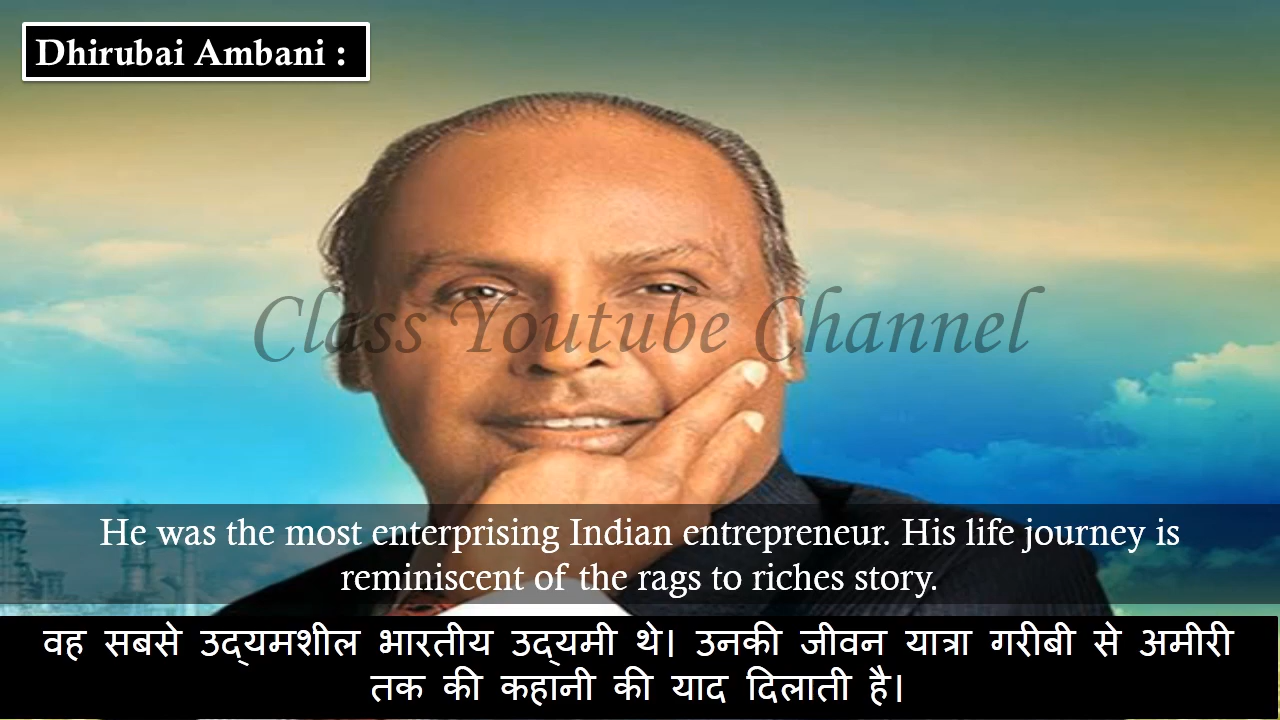 Dhirubai Ambani :
Class Youtube Channel
He was the most enterprising Indian entrepreneur. His life journey is
reminiscent of the rags to riches story.
वह सबसे उद्यमशील भारतीय उद्यमी थे। उनकी जीवन यात्रा गरीबी से अमीरी
तक की कहानी की याद दिलाती है।